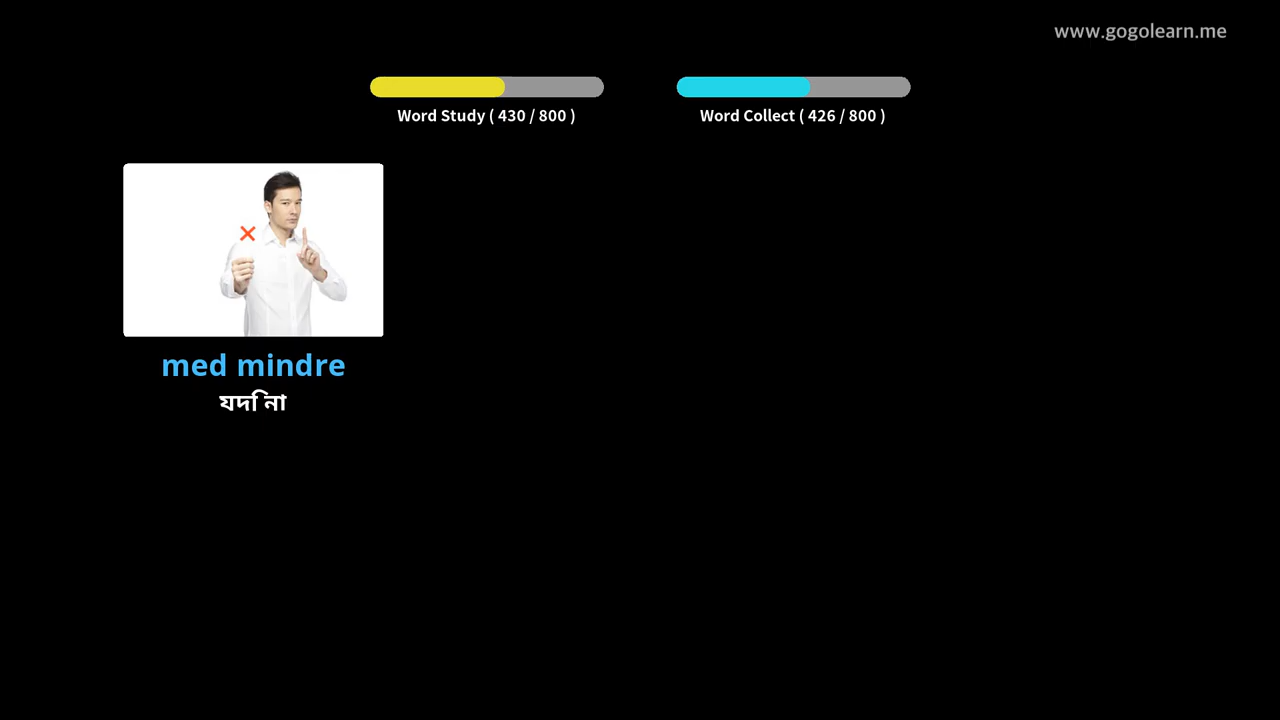 www.gogolearn.me
Word Study ( 430 / 800 )
Word Collect ( 426 / 800 )
med mindre
যদি না